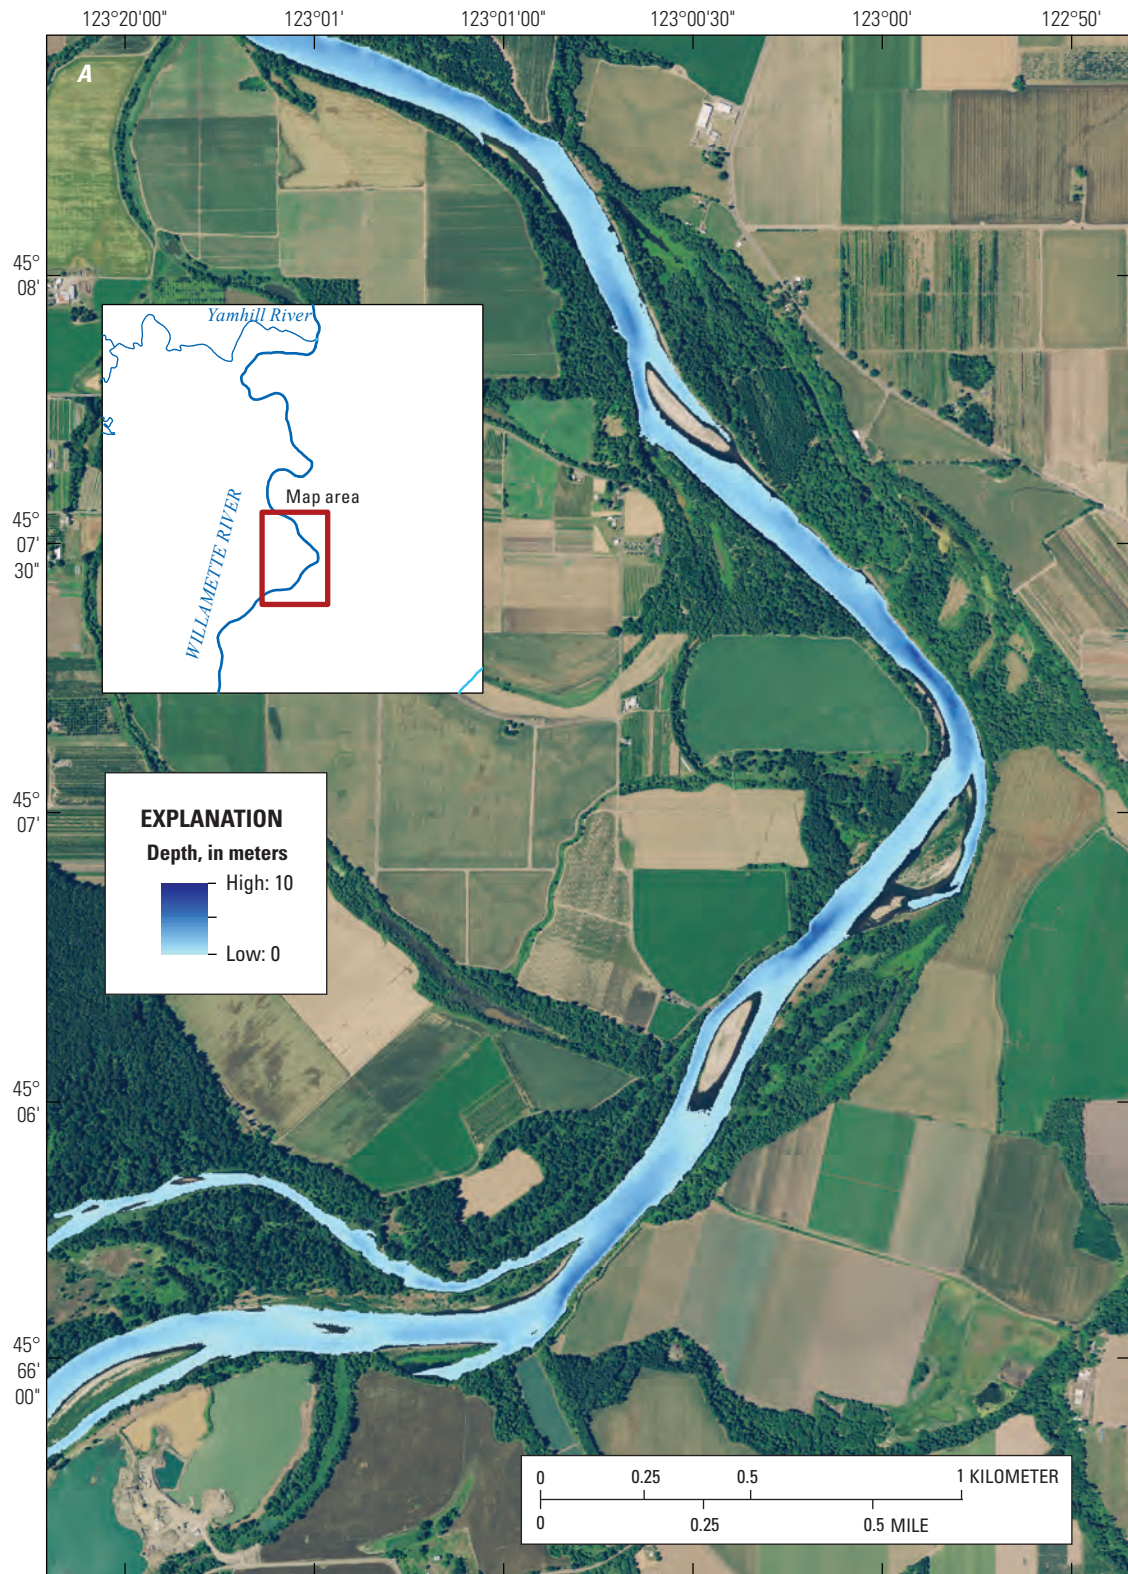 123°20'00" 123°01' 123°01'00" 123°00'30" 123°00' 122°50'
A
45°
08'
Yamhill River
Map area
WILLAMETTE RIVER
45°
07'
30"
45°
07'
EXPLANATION
Depth, in meters
High: 10
Low: 0
45°
06'
45°
66'
00"
0 0.25 0.5 1 KILOMETER
0 0.25 0.5 MILE